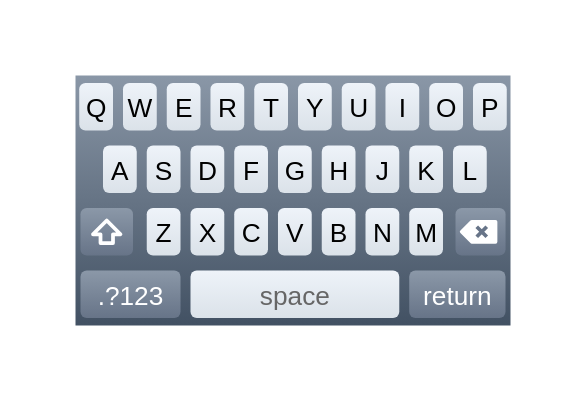 Q W E R T Y U I O P
A S D F G H J K L
Z X C V B N M
.?123 space return